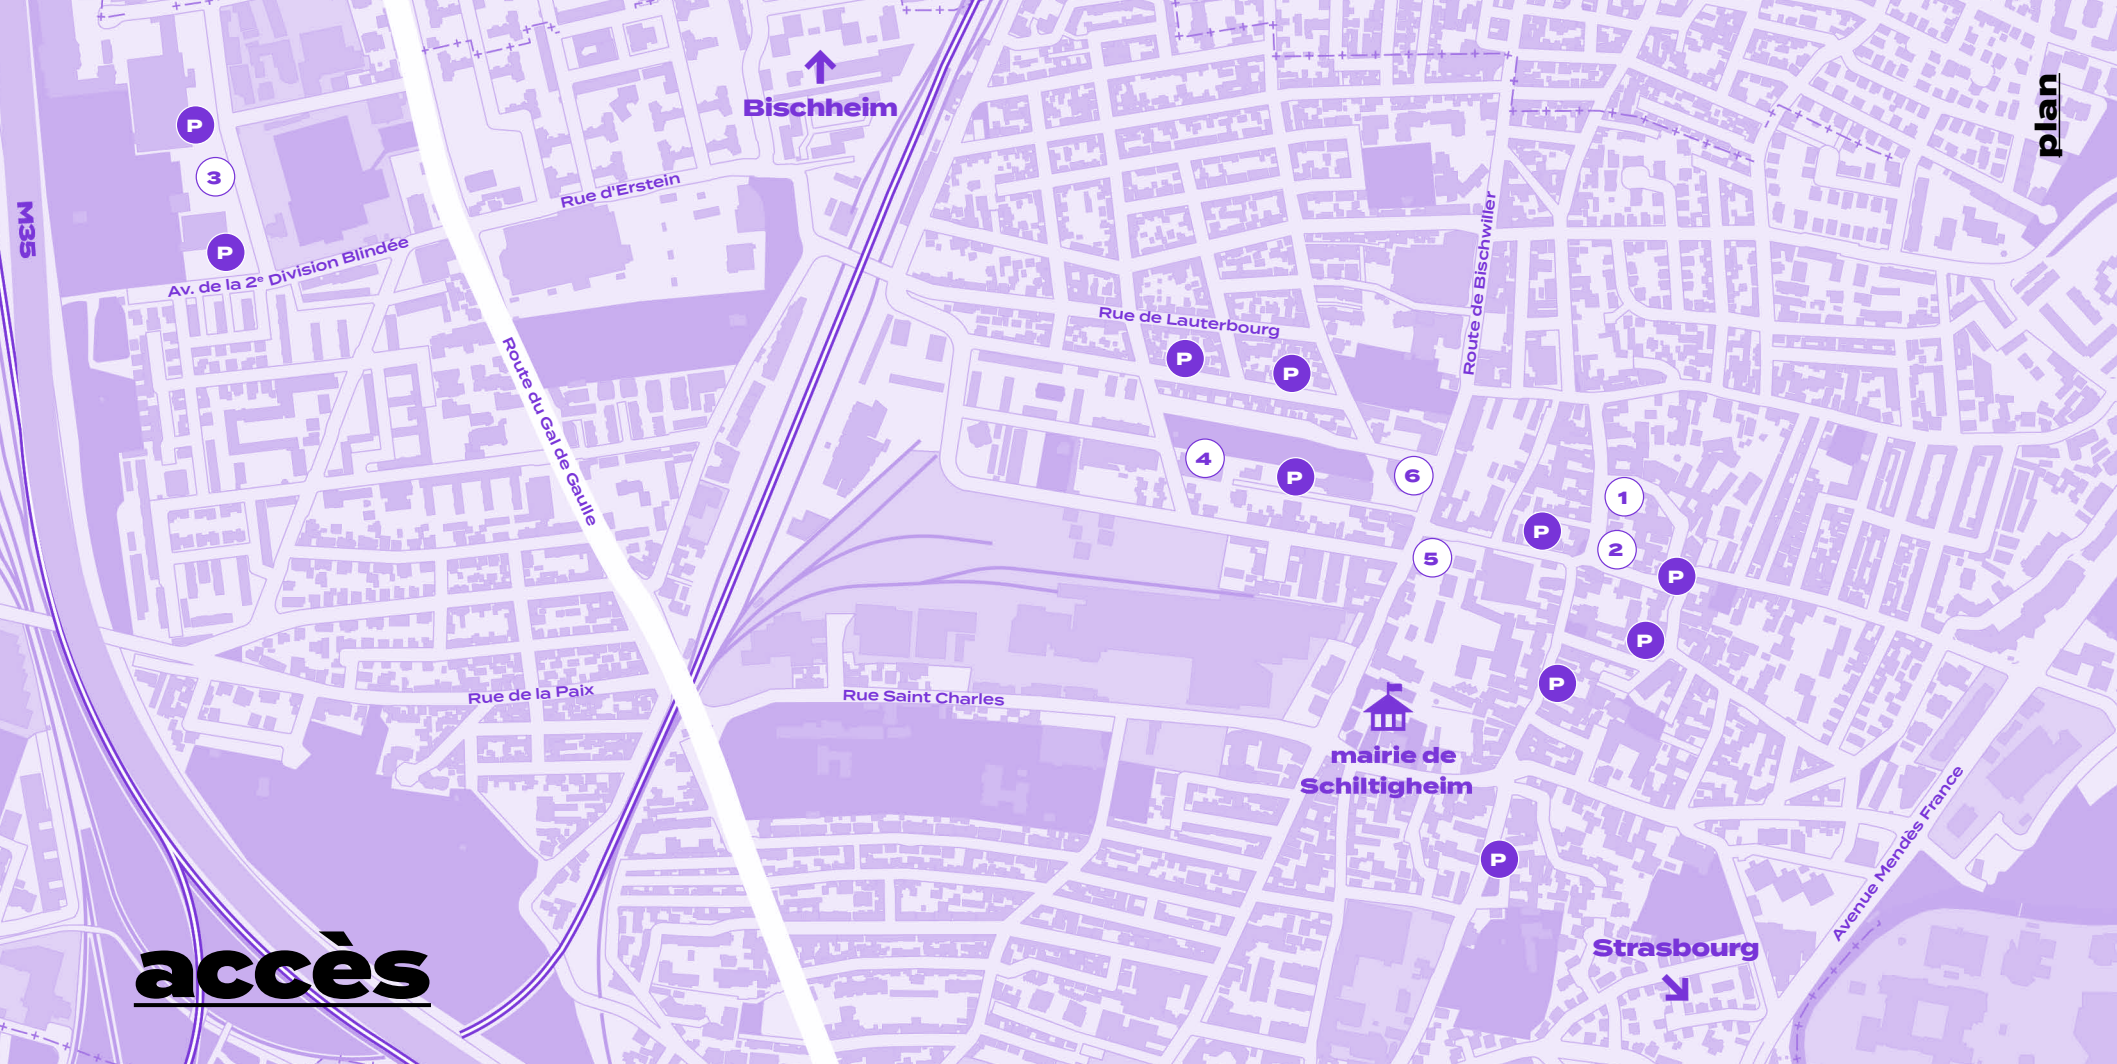 Bischheim
plan
P
3
M35
Rue d'Erstein
P
Av. de la 2e Division Blindée
Route de Bischwiller
Rue de Lauterbourg
P
P
Route du Gal de Gaulle
4
P
6
1
P
2
5
P
P
P
Rue de la Paix
Rue Saint Charles
mairie de
Schiltigheim
P
Avenue Mendès France
Strasbourg
accès